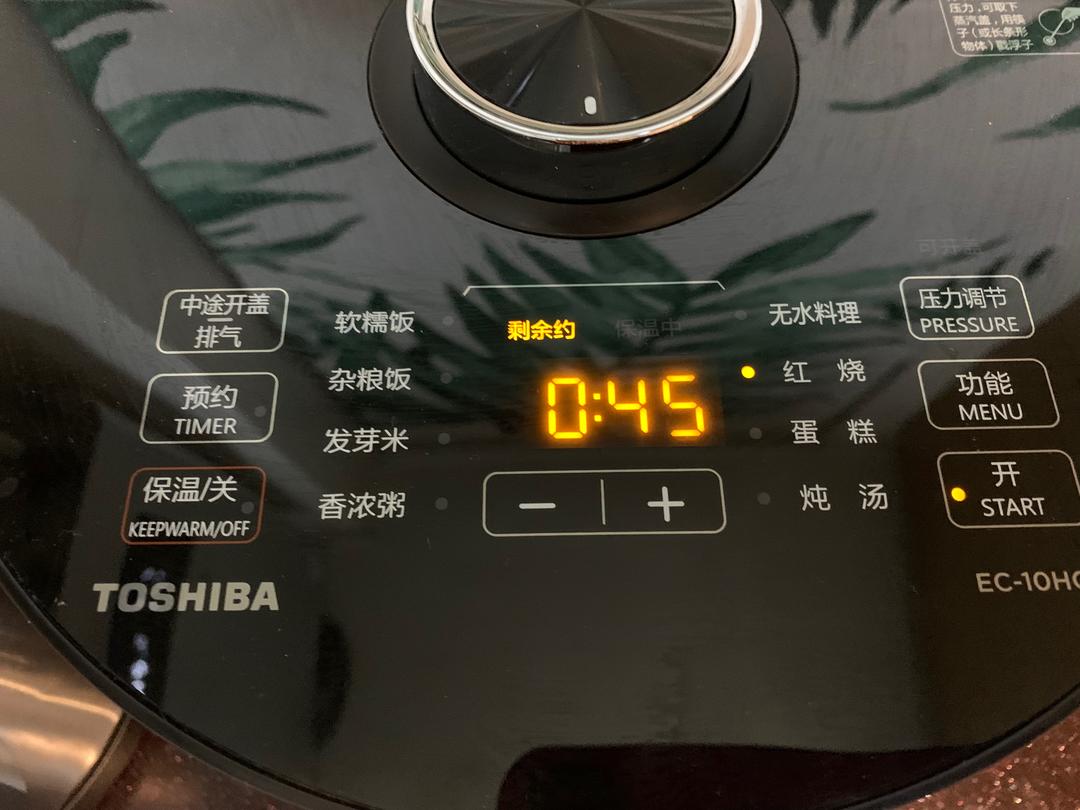 压力,可取下
蒸汽盖,用筷
子(或长条形
物体)戳浮子
可开盖
中途开盖
排气
预约
TIMER
保温/关
KEEPWARM/OFF
软糯饭
杂粮饭
发芽米
香浓粥
剩余约
保温中
0:45
− +
无水料理
红 烧
蛋 糕
炖 汤
压力调节
PRESSURE
功能
MENU
开
START
TOSHIBA
EC-10HC